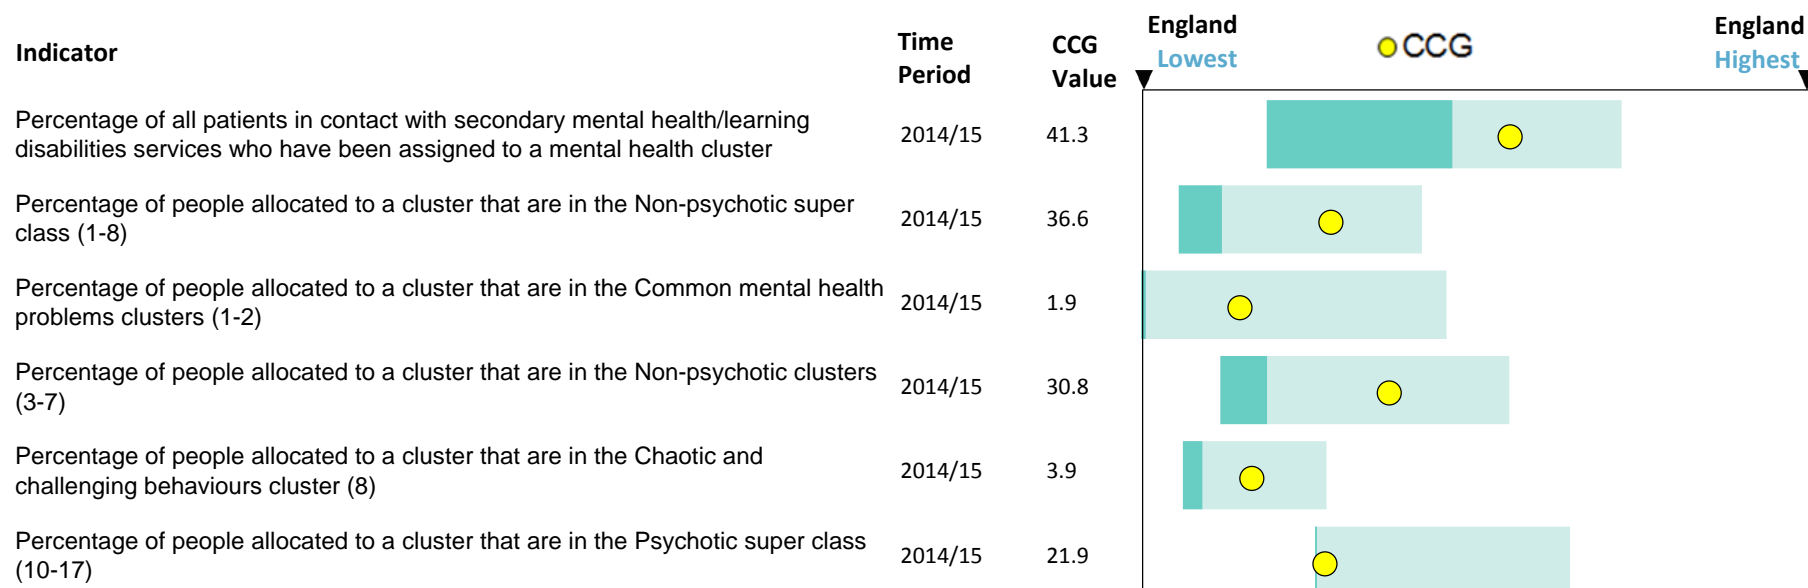 Indicator
Time
Period
CCG
Value
England
Lowest
CCG
England
Highest
Percentage of all patients in contact with secondary mental health/learning
disabilities services who have been assigned to a mental health cluster
2014/15
41.3
Percentage of people allocated to a cluster that are in the Non-psychotic super
class (1-8)
2014/15
36.6
Percentage of people allocated to a cluster that are in the Common mental health
problems clusters (1-2)
2014/15
1.9
Percentage of people allocated to a cluster that are in the Non-psychotic clusters
(3-7)
2014/15
30.8
Percentage of people allocated to a cluster that are in the Chaotic and
challenging behaviours cluster (8)
2014/15
3.9
Percentage of people allocated to a cluster that are in the Psychotic super class
(10-17)
2014/15
21.9